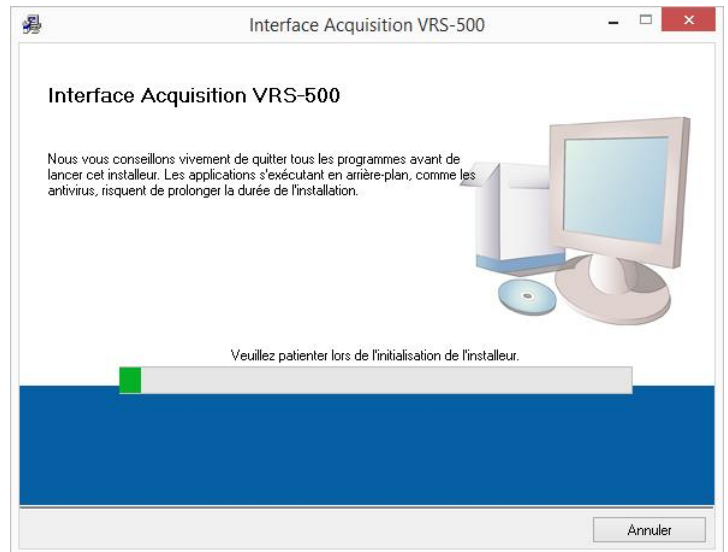 Interface Acquisition VRS-500
Interface Acquisition VRS-500
Nous vous conseillons vivement de quitter tous les programmes avant de
lancer cet installeur. Les applications s'exécutant en arrière-plan, comme les
antivirus, risquent de prolonger la durée de l'installation.
Veuillez patienter lors de l'initialisation de l'installeur.
Annuler